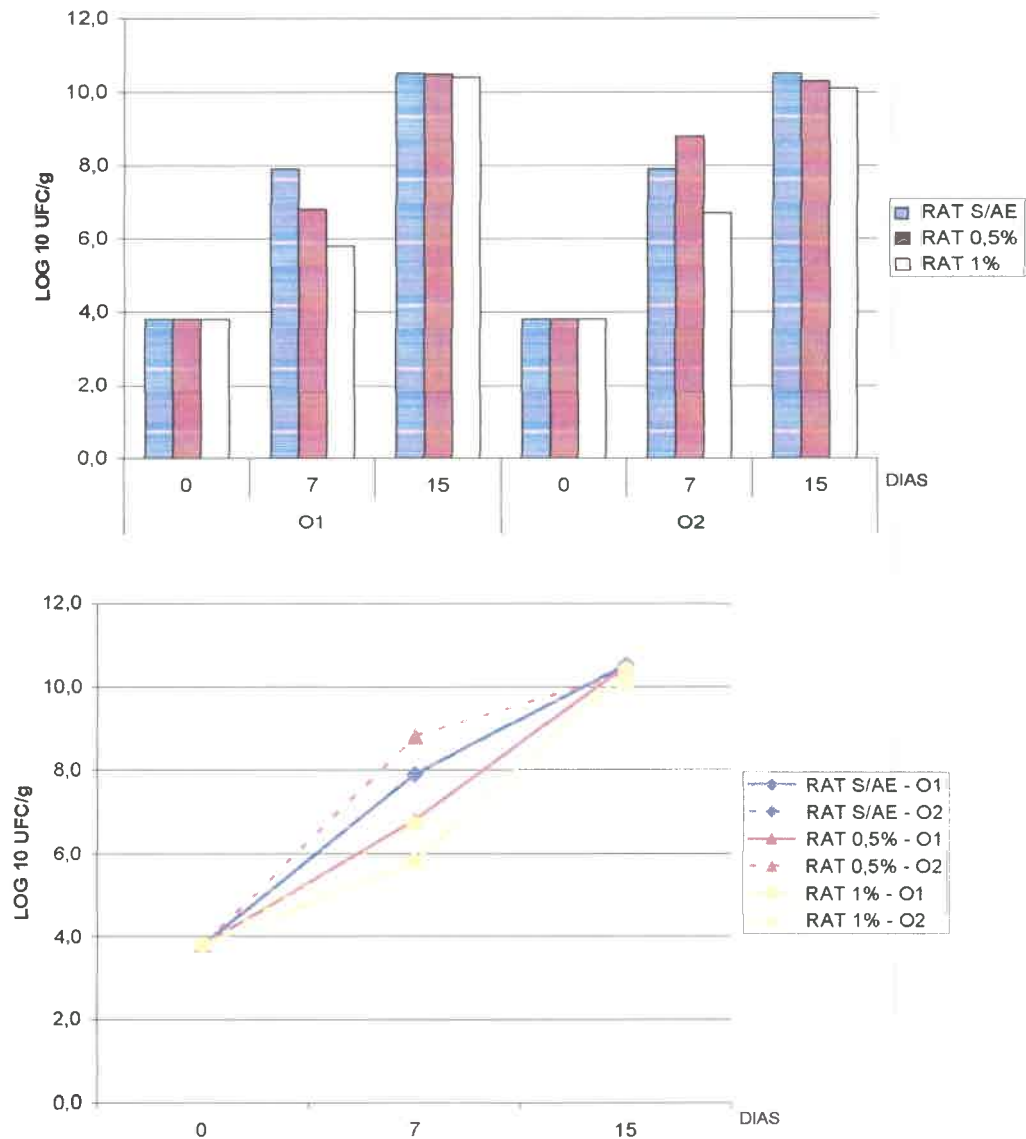 12,0
10,0
8,0
6,0
4,0
2,0
0,0
LOG 10 UFC/g
0 7 15 0 7 15 DIAS
O1 O2
RAT S/AE
RAT 0,5%
RAT 1%
12,0
10,0
8,0
6,0
4,0
2,0
0,0
LOG 10 UFC/g
0 7 15 DIAS
RAT S/AE - O1
RAT S/AE - O2
RAT 0,5% - O1
RAT 0,5% - O2
RAT 1% - O1
RAT 1% - O2